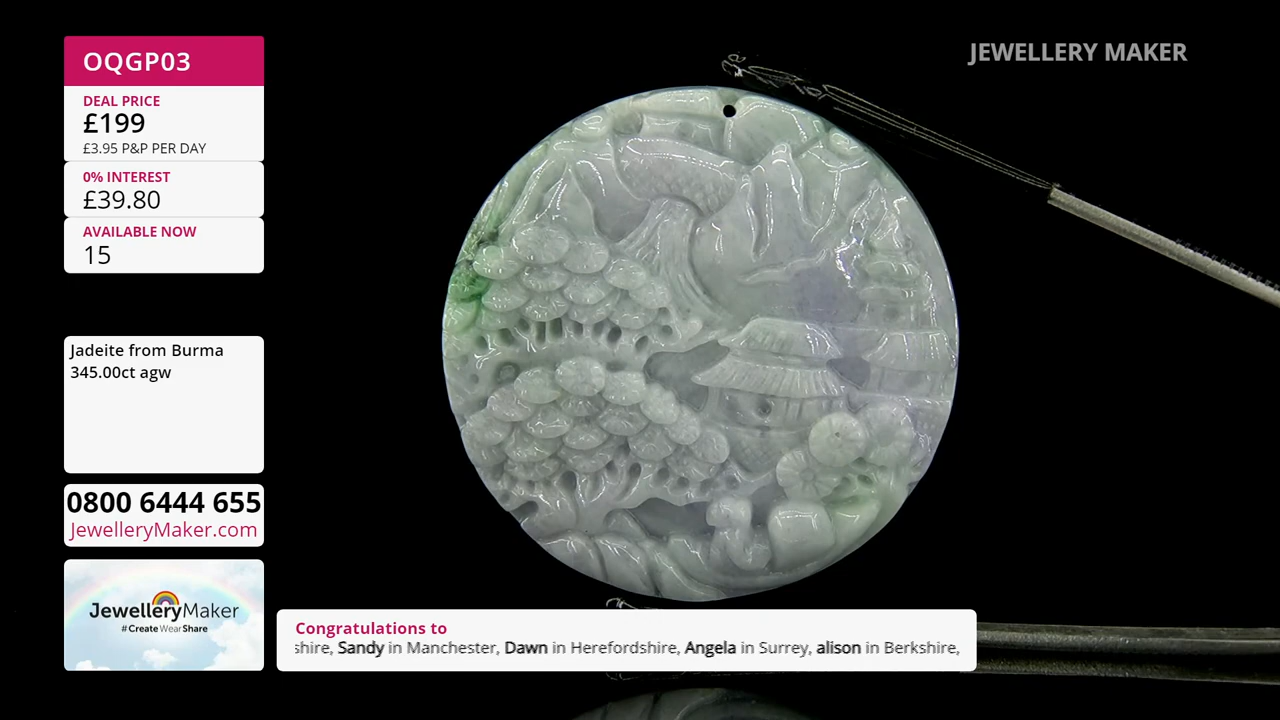 OQGP03
DEAL PRICE
£199
£3.95 P&P PER DAY
0% INTEREST
£39.80
AVAILABLE NOW
15
Jadeite from Burma
345.00ct agw
0800 6444 655
JewelleryMaker.com
JewelleryMaker
#CreateWearShare
JEWELLERY MAKER
Congratulations to
shire, Sandy in Manchester, Dawn in Herefordshire, Angela in Surrey, alison in Berkshire,